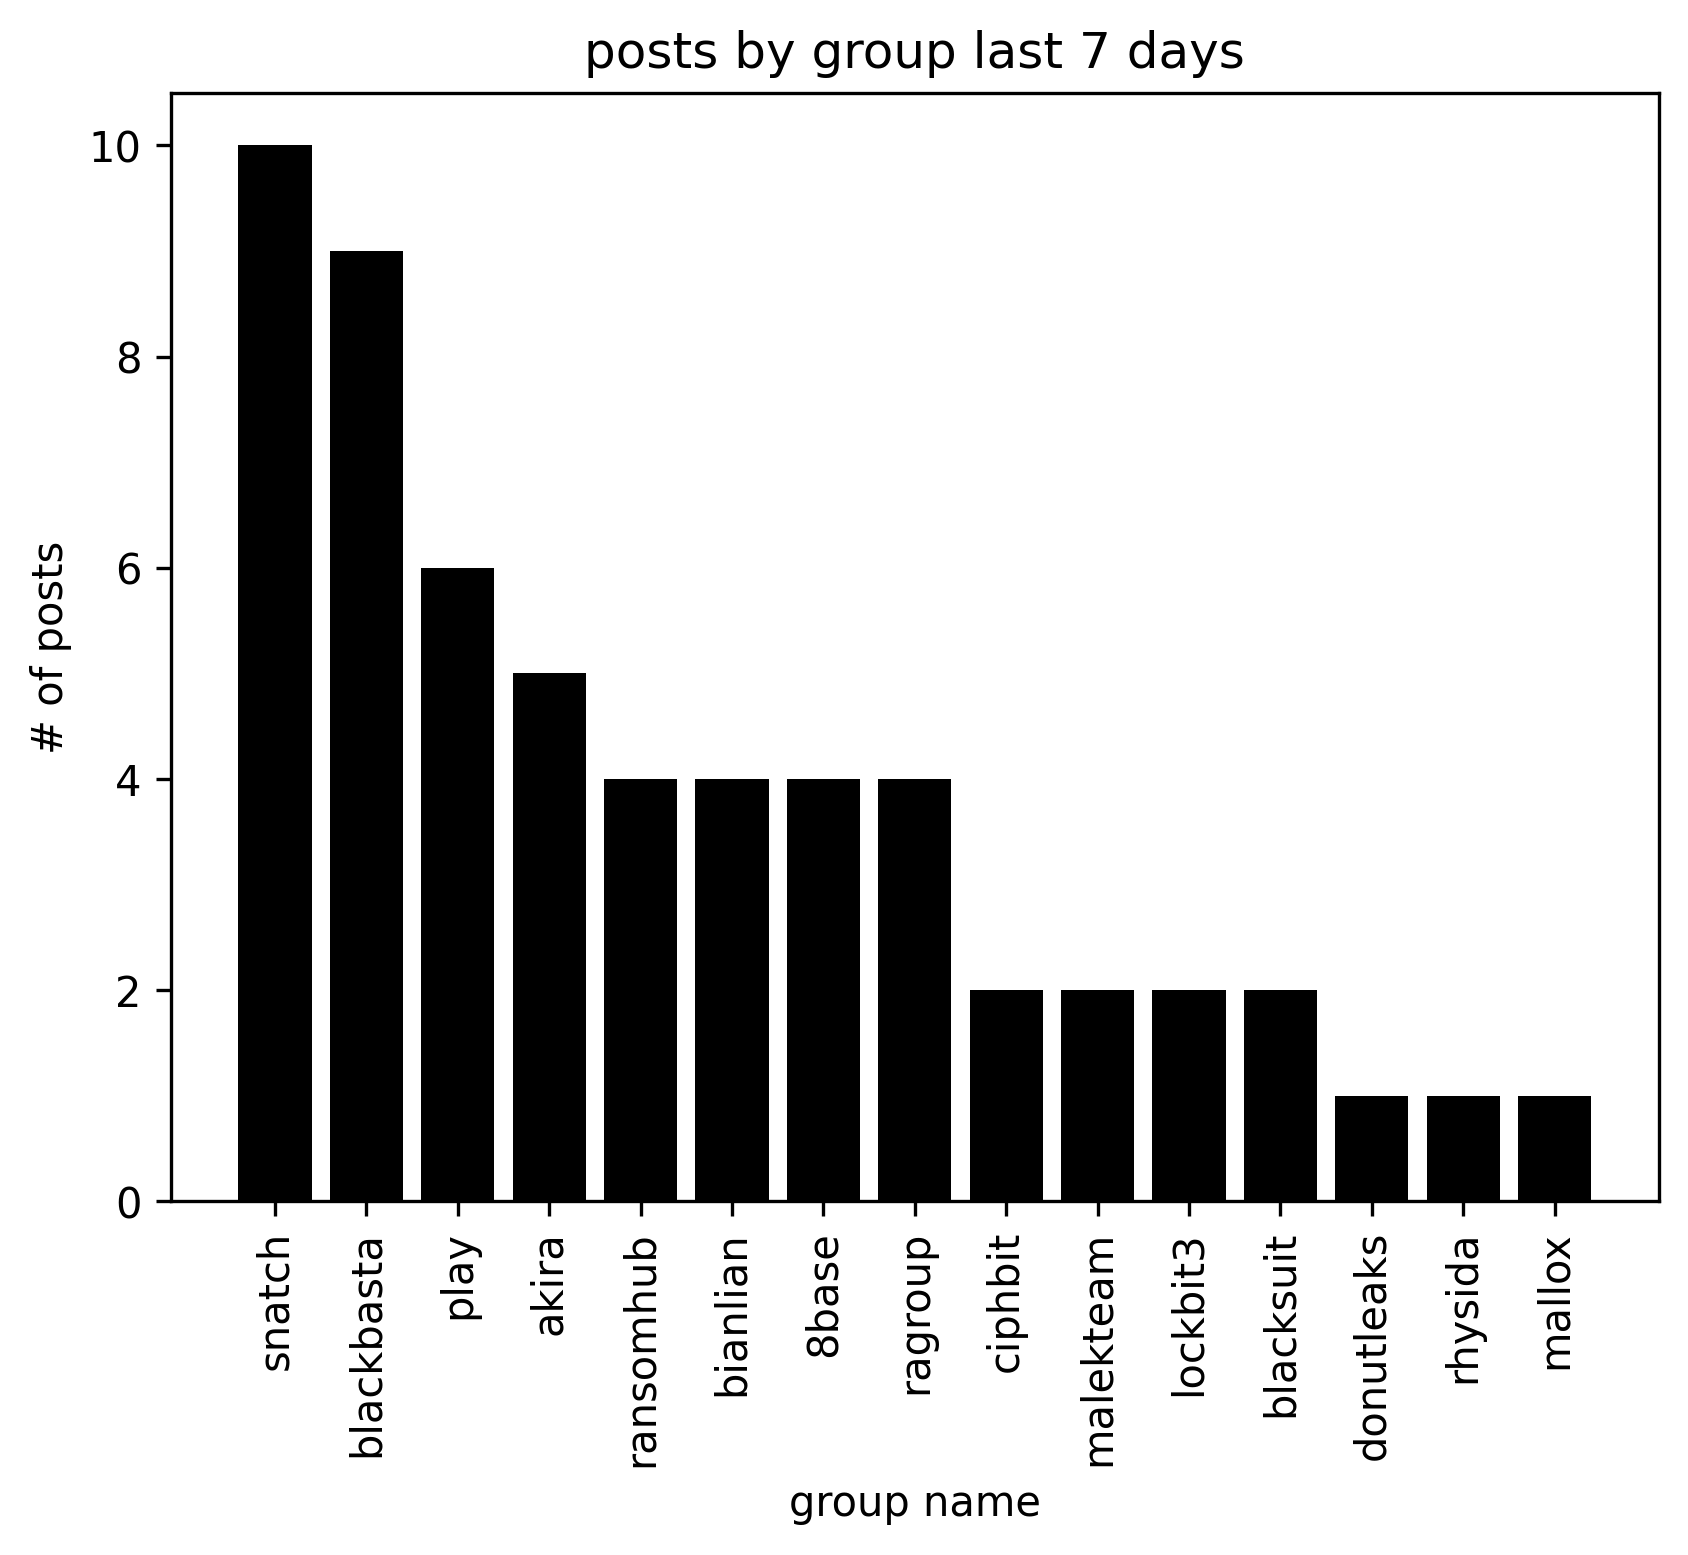 posts by group last 7 days
# of posts
10
8
6
4
2
0
snatch
blackbasta
play
akira
ransomhub
bianlian
8base
ragroup
ciphbit
malekteam
lockbit3
blacksuit
donutleaks
rhysida
mallox
group name